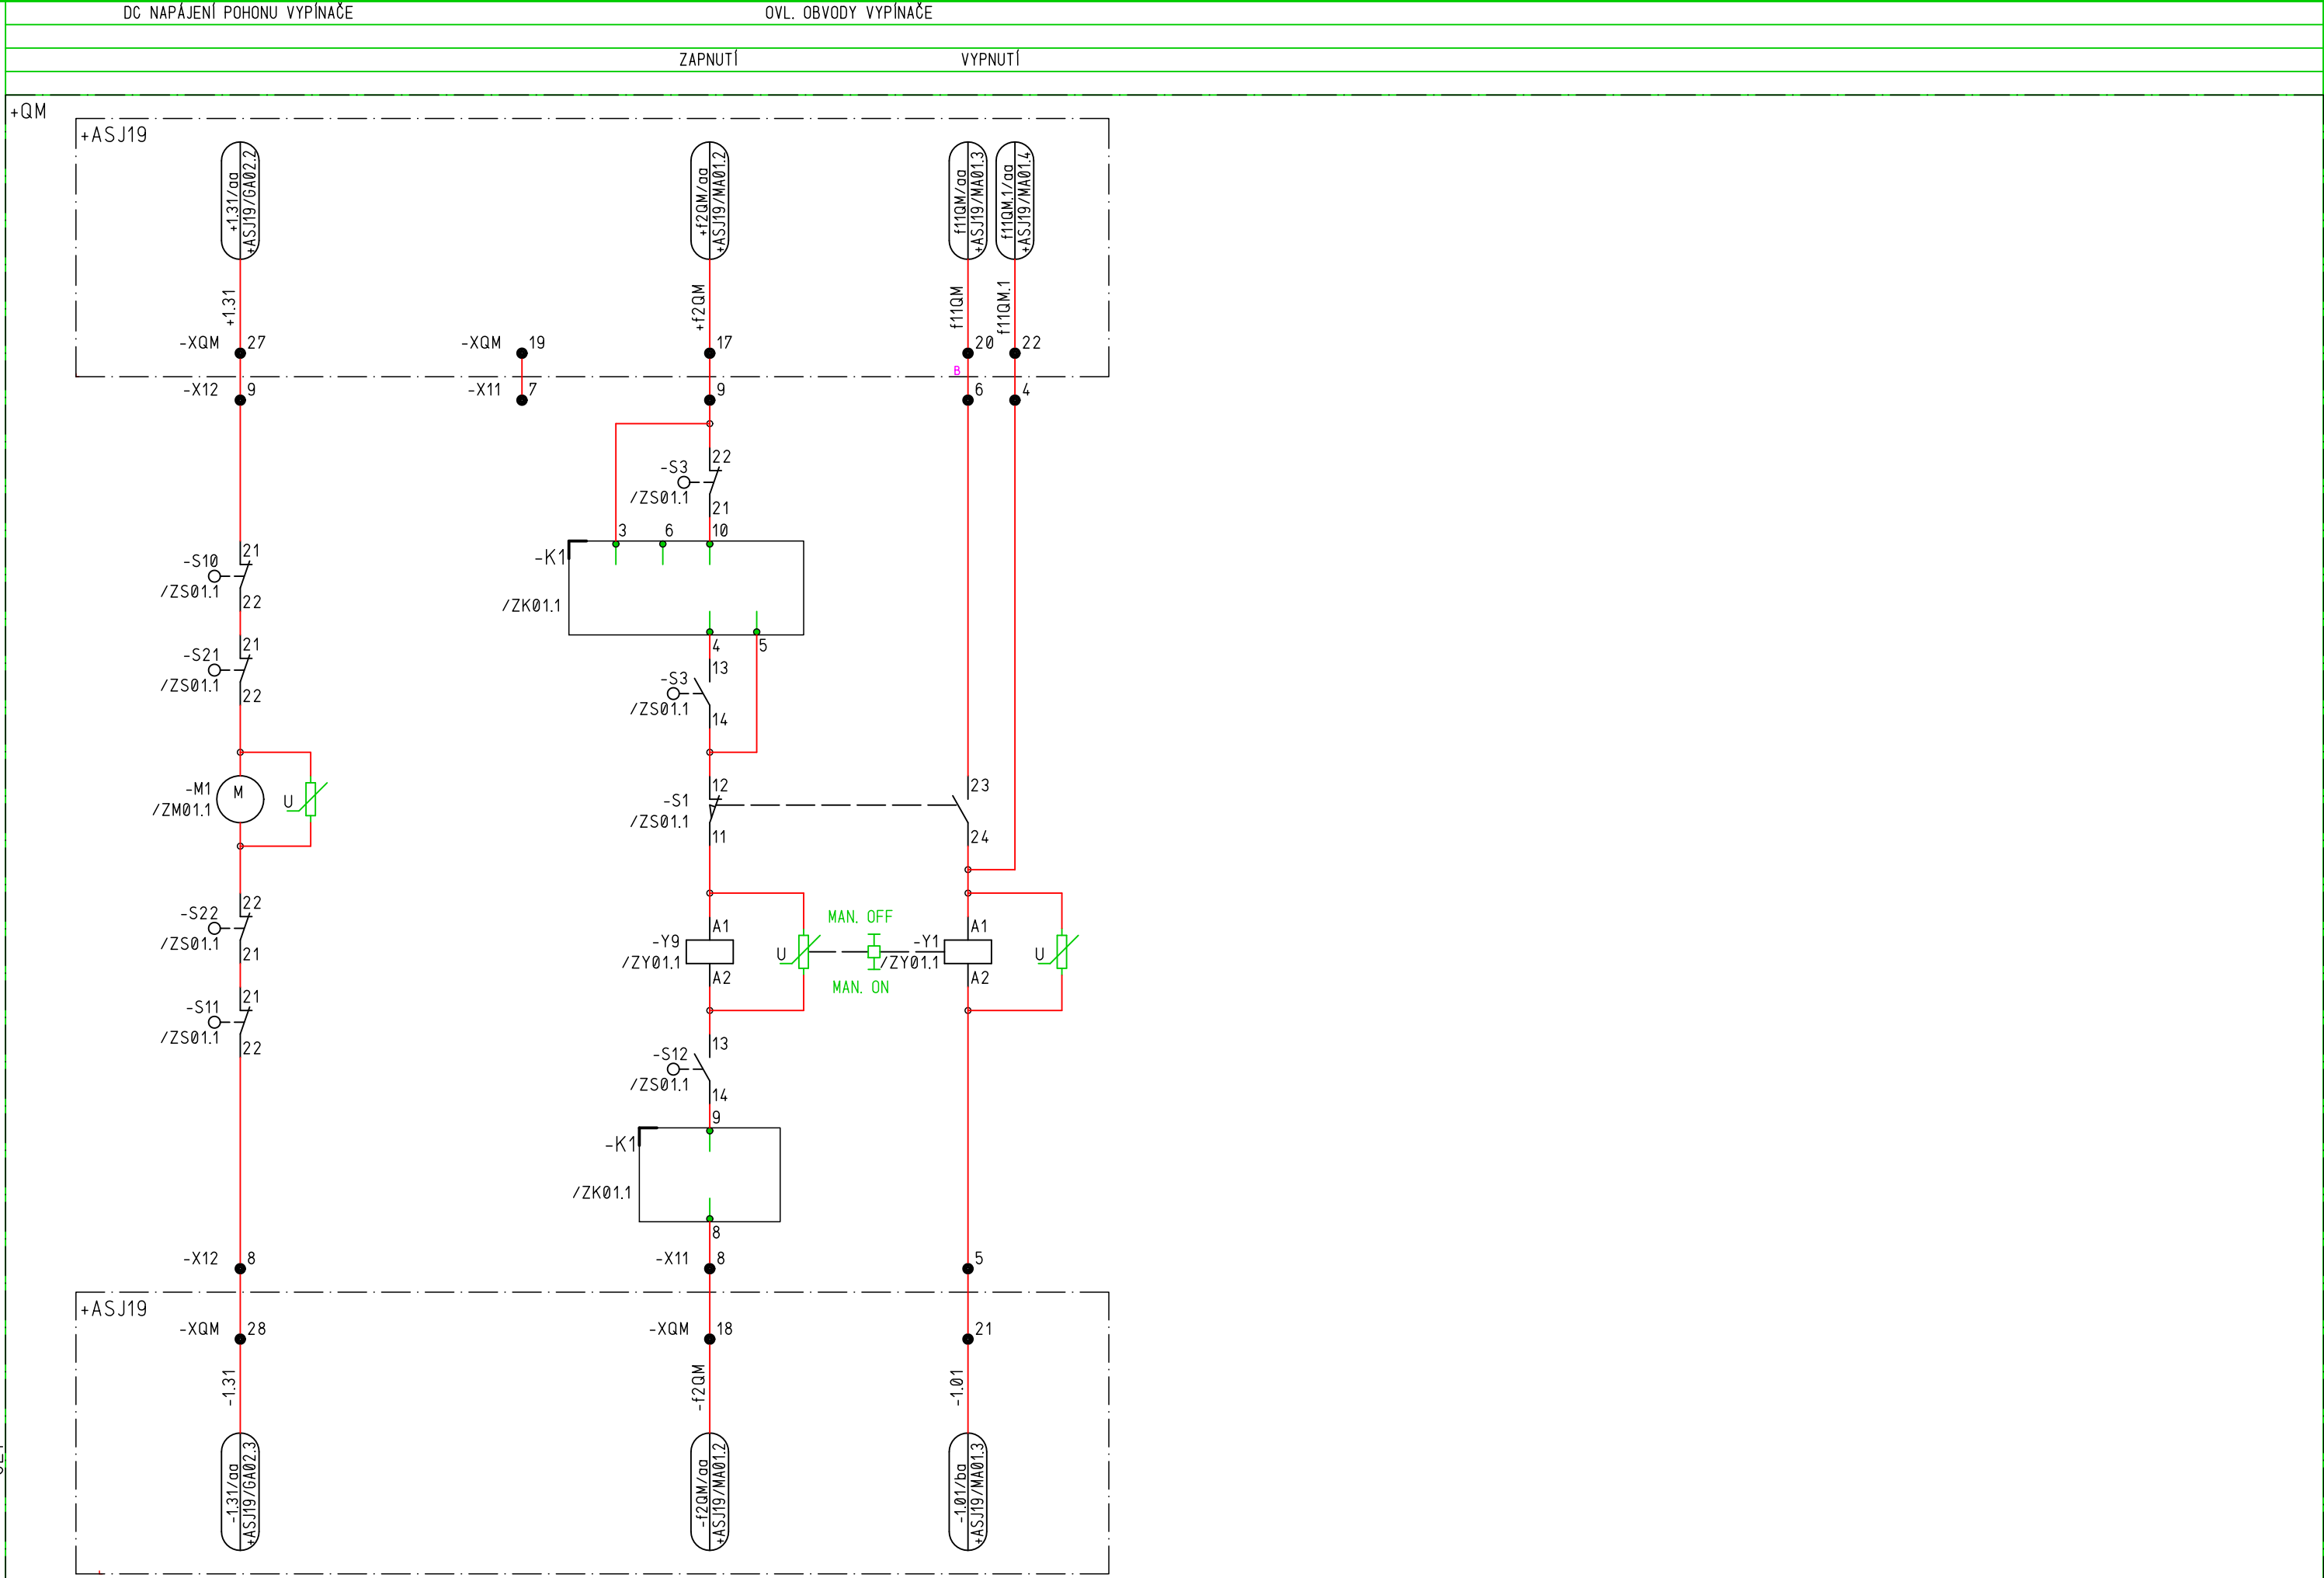 DC NAPÁJENÍ POHONU VYPÍNAČE
OVL. OBVODY VYPÍNAČE
ZAPNUTÍ
VYPNUTÍ
+QM
+ASJ19
+1.31/aa
+ASJ19/GA02.2
+f2QM/aa
+ASJ19/MA01.2
f11QM/aa
+ASJ19/MA01.3
f11QM.1/aa
+ASJ19/MA01.4
+1.31
+f2QM
f11QM
f11QM.1
-XQM 27
-XQM 19
17
20
22
B
-X12 9
-X11 7
9
6
4
22
-S3
/ZS01.1
21
3
6
10
-K1
/ZK01.1
4
5
21
-S10
/ZS01.1
22
21
-S21
/ZS01.1
22
13
-S3
/ZS01.1
14
-M1
/ZM01.1
M
U
12
-S1
/ZS01.1
11
23
24
22
-S22
/ZS01.1
21
A1
-Y9
/ZY01.1
A2
U
MAN. OFF
MAN. ON
A1
-Y1
/ZY01.1
A2
U
21
-S11
/ZS01.1
22
13
-S12
/ZS01.1
14
9
-K1
/ZK01.1
8
-X12 8
-X11 8
5
+ASJ19
-XQM 28
-XQM 18
21
-1.31
-f2QM
-1.01
-1.31/aa
+ASJ19/GA02.3
-f2QM/aa
+ASJ19/MA01.2
-1.01/ba
+ASJ19/MA01.3